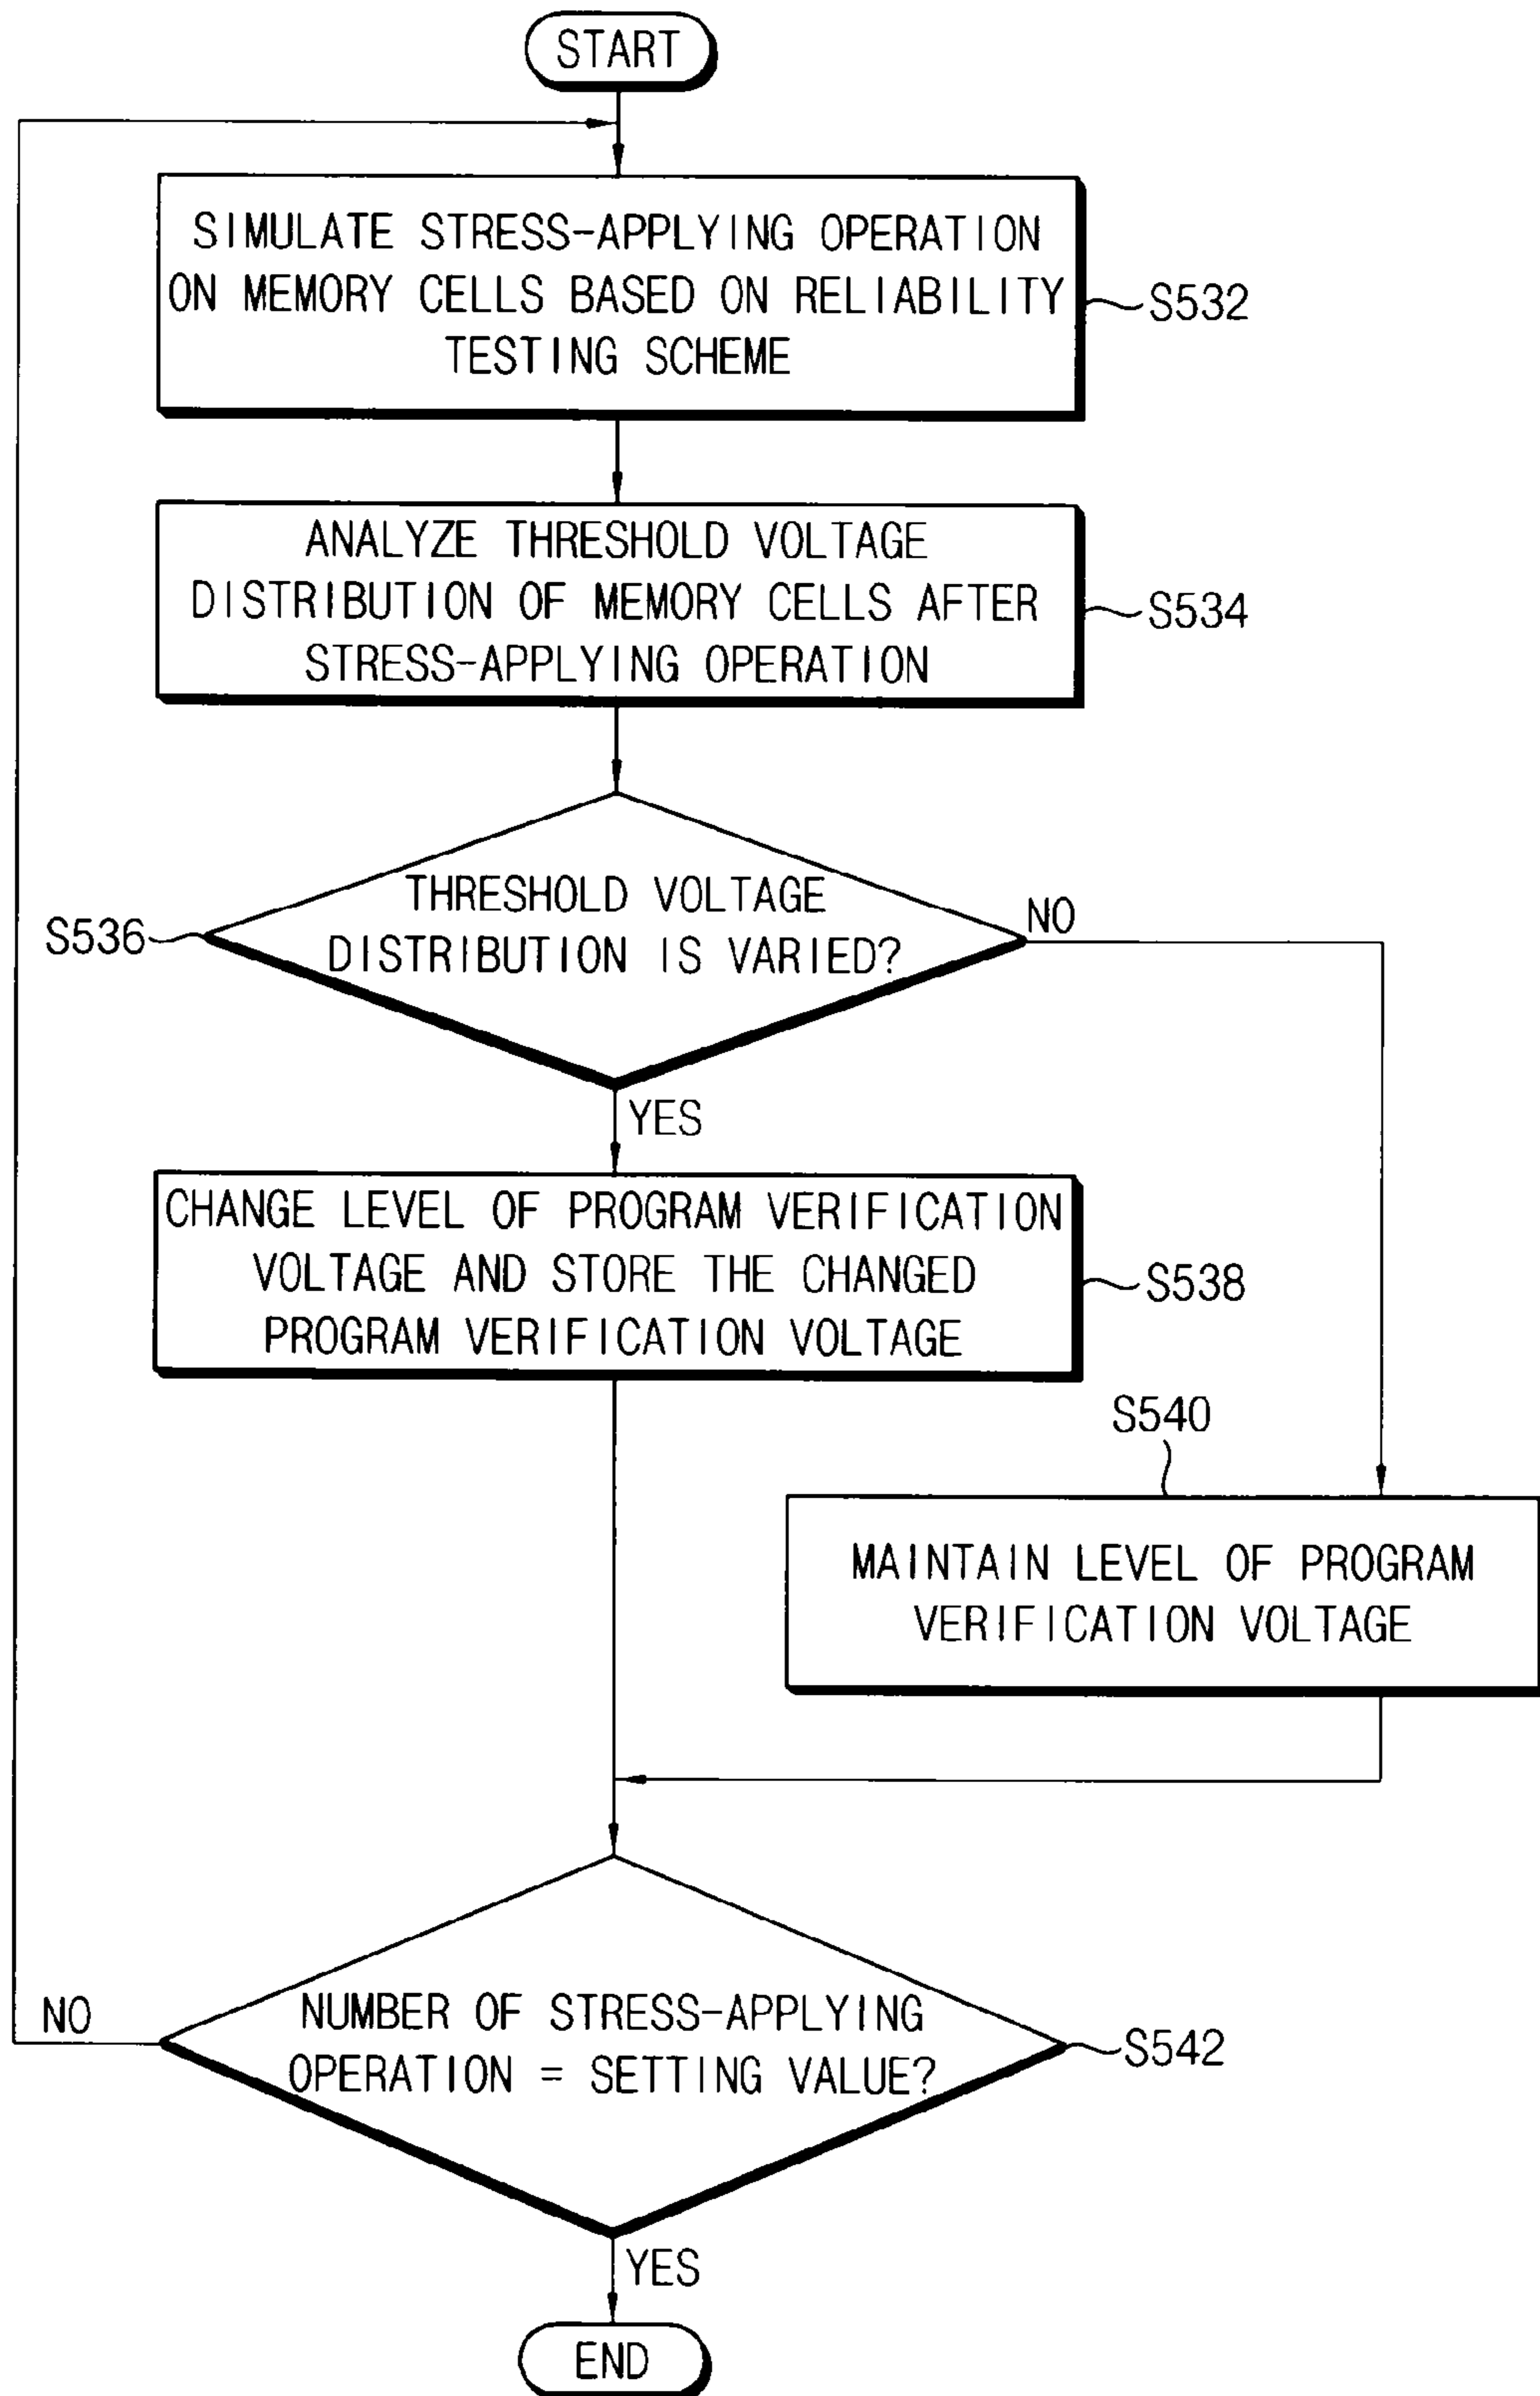 START
SIMULATE STRESS-APPLYING OPERATION
ON MEMORY CELLS BASED ON RELIABILITY
TESTING SCHEME
S532
ANALYZE THRESHOLD VOLTAGE
DISTRIBUTION OF MEMORY CELLS AFTER
STRESS-APPLYING OPERATION
S534
THRESHOLD VOLTAGE
DISTRIBUTION IS VARIED?
S536
NO
YES
CHANGE LEVEL OF PROGRAM VERIFICATION
VOLTAGE AND STORE THE CHANGED
PROGRAM VERIFICATION VOLTAGE
S538
S540
MAINTAIN LEVEL OF PROGRAM
VERIFICATION VOLTAGE
NO
NUMBER OF STRESS-APPLYING
OPERATION = SETTING VALUE?
S542
YES
END